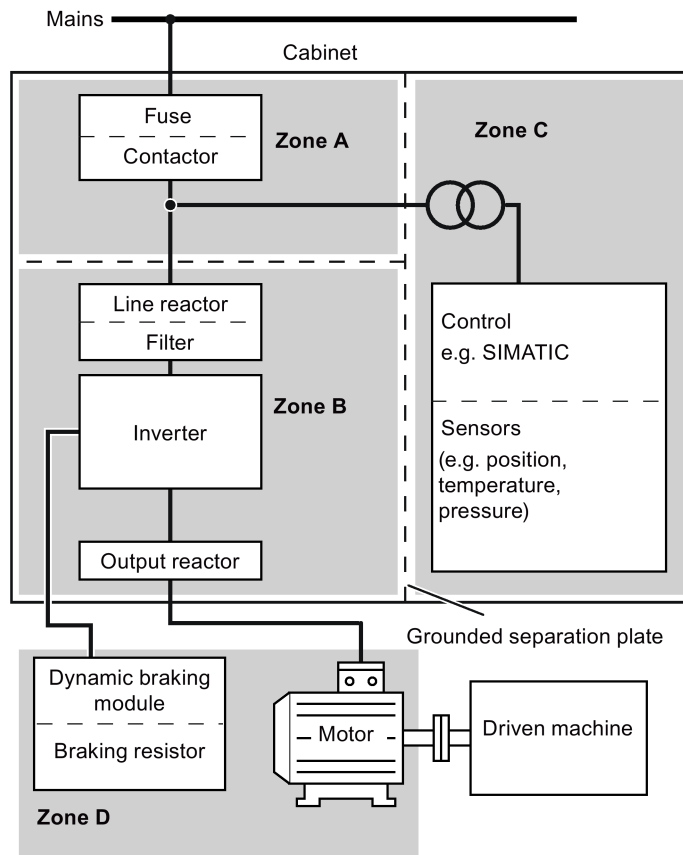 Mains
Cabinet
Fuse
Contactor
Zone A
Zone C
Line reactor
Filter
Inverter
Zone B
Output reactor
Control
e.g. SIMATIC
Sensors
(e.g. position,
temperature,
pressure)
Grounded separation plate
Dynamic braking
module
Braking resistor
Motor
Driven machine
Zone D